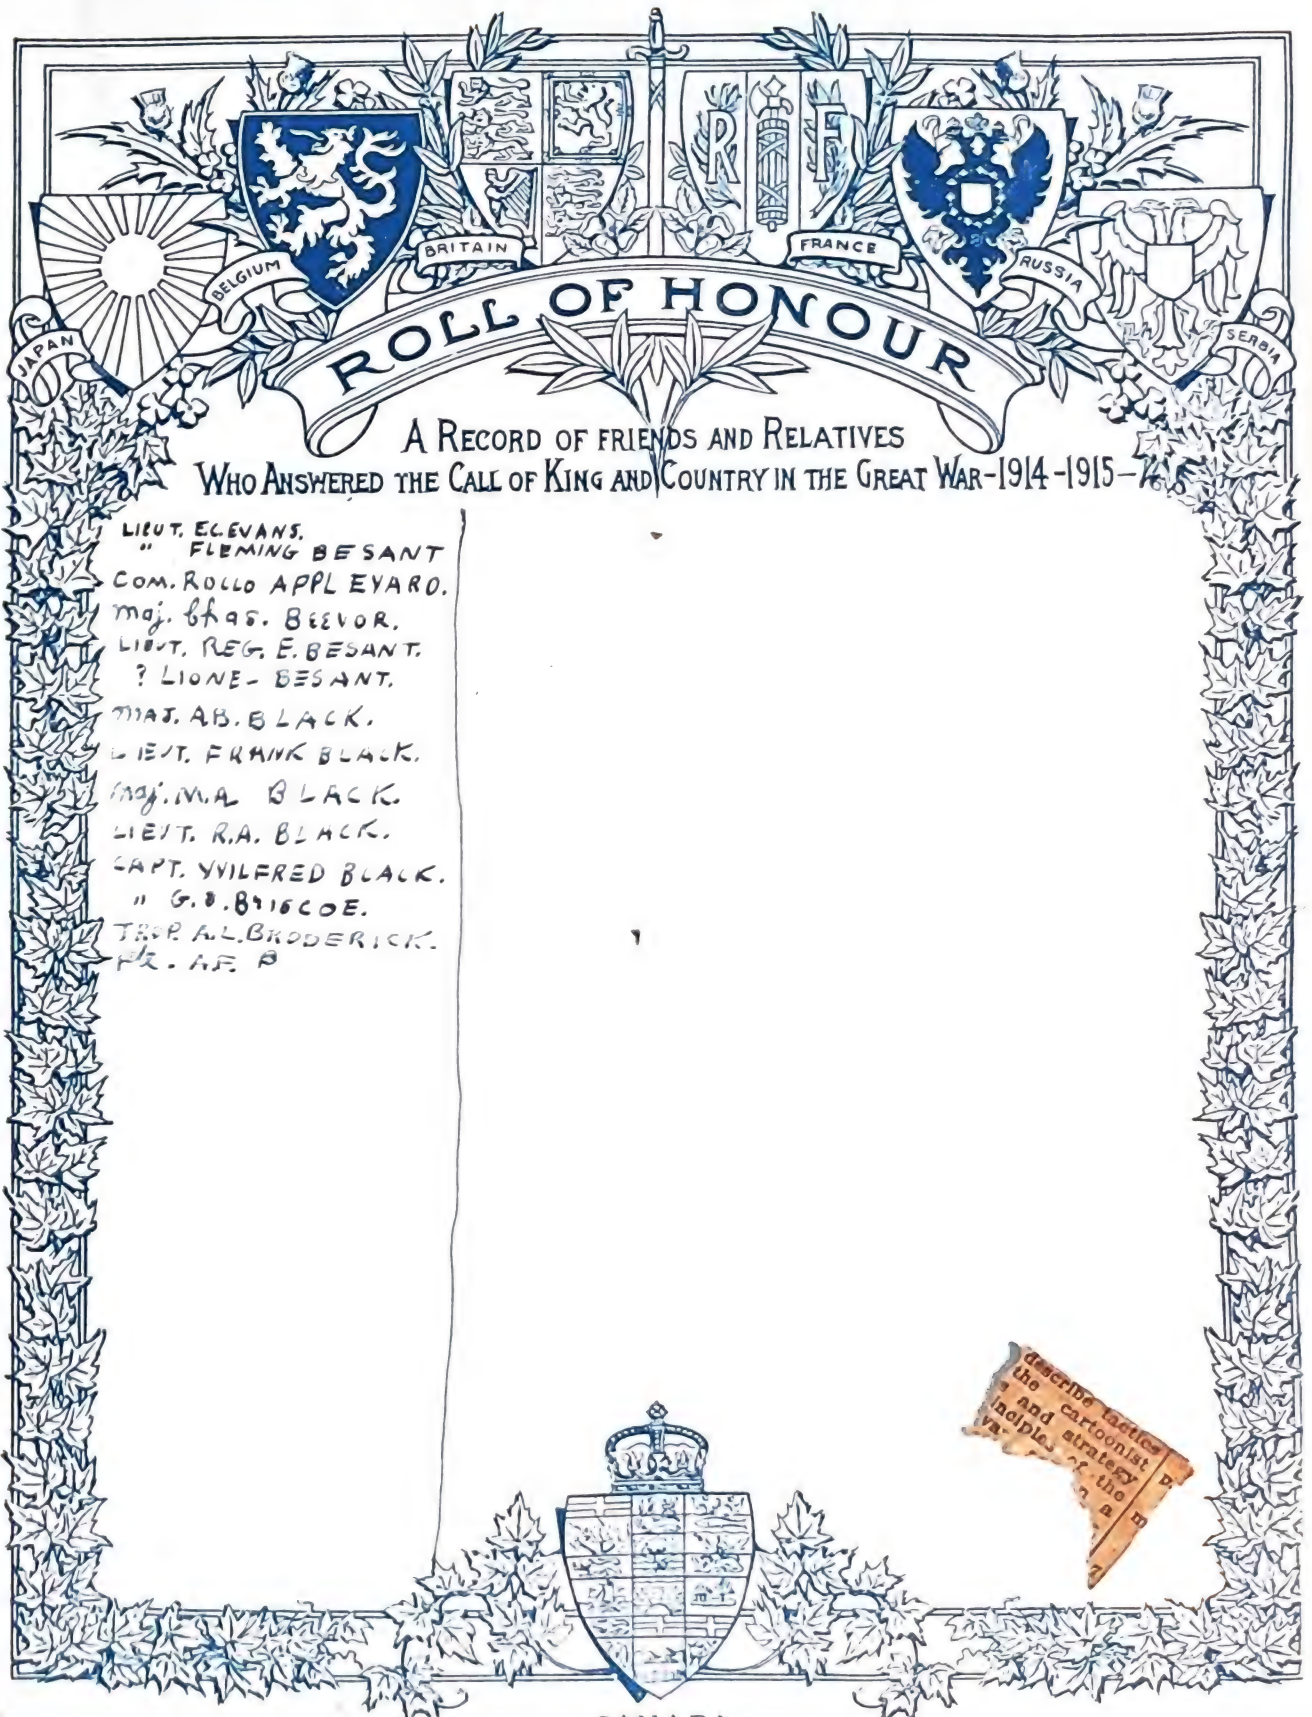 BRITAIN
FRANCE
BELGIUM
RUSSIA
JAPAN
SERBIA
R F
ROLL OF HONOUR
A RECORD OF FRIENDS AND RELATIVES
WHO ANSWERED THE CALL OF KING AND COUNTRY IN THE GREAT WAR-1914-1915-
LIEUT. E.C. EVANS.
" FLEMING BESANT
COM. ROLLO APPLEYARD.
Maj. Chas. BEEVOR.
LIEUT. REG. E. BESANT.
? LIONEL BESANT.
MAJ. A.B. BLACK.
LIEUT. FRANK BLACK.
Maj. M.A. BLACK.
LIEUT. R.A. BLACK.
CAPT. WILFRED BLACK.
" G. BRISCOE.
TROP. A.L. BRODERICK.
A.F. B
describe tactics
the cartoonist
s and strategy
inciples of the
va
n a
m